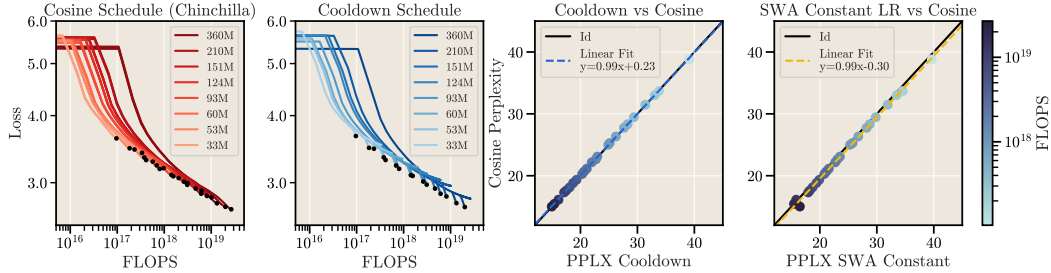 Cosine Schedule (Chinchilla)
Loss
6.0
5.0
4.0
3.0
360M
210M
151M
124M
93M
60M
53M
33M
10^16
10^17
10^18
10^19
FLOPS
Cooldown Schedule
6.0
5.0
4.0
3.0
360M
210M
151M
124M
93M
60M
53M
33M
10^16
10^17
10^18
10^19
FLOPS
Cooldown vs Cosine
Cosine Perplexity
40
30
20
Id
Linear Fit
y=0.99x+0.23
20
30
40
PPLX Cooldown
SWA Constant LR vs Cosine
40
30
20
Id
Linear Fit
y=0.99x-0.30
20
30
40
PPLX SWA Constant
10^19
10^18
FLOPS